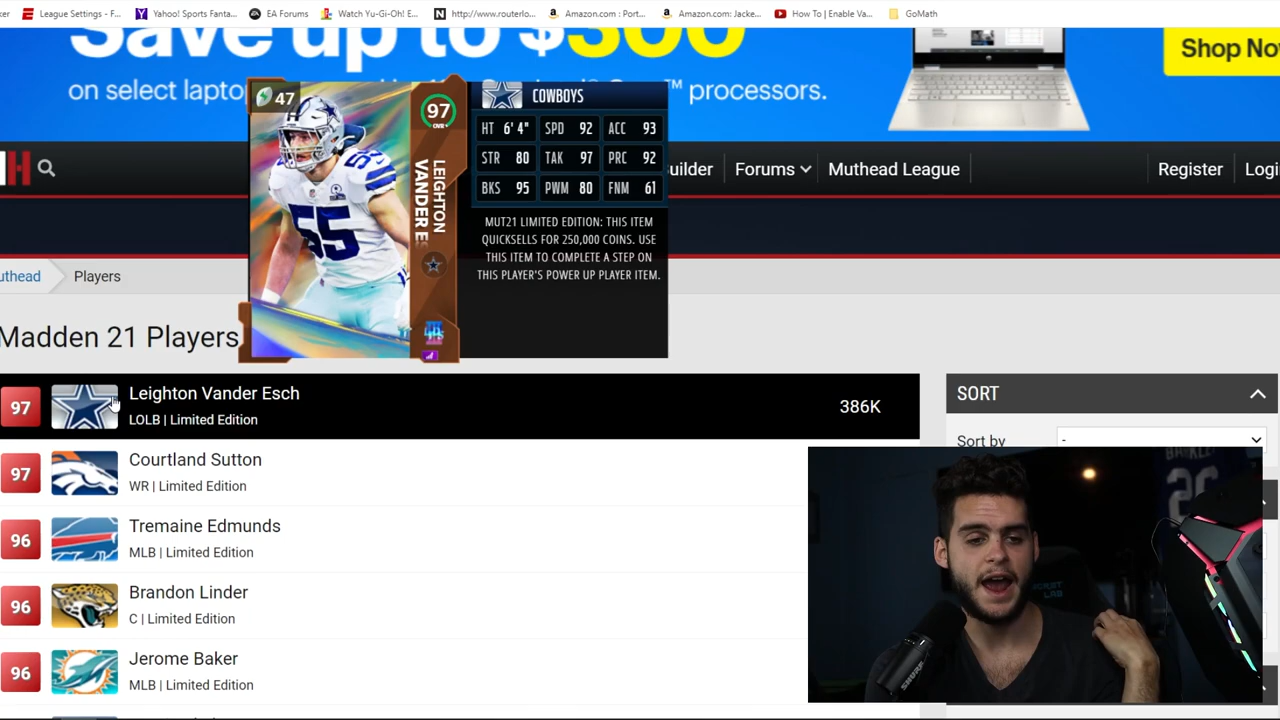 League Settings - F...
Yahoo! Sports Fanta...
EA Forums
Watch Yu-Gi-Oh! E...
http://www.routerlo...
Amazon.com : Port...
Amazon.com: Jacke...
How To | Enable Va...
GoMath
Save up to $300
on select lapto
™ processors.
Shop No
47
97
OVR
LEIGHTON
VANDER ES
55
COWBOYS
HT 6' 4" SPD 92 ACC 93
STR 80 TAK 97 PRC 92
BKS 95 PWM 80 FNM 61
MUT21 LIMITED EDITION: THIS ITEM
QUICKSELLS FOR 250,000 COINS. USE
THIS ITEM TO COMPLETE A STEP ON
THIS PLAYER'S POWER UP PLAYER ITEM.
H
uilder
Forums
Muthead League
Register
Logi
uthead
Players
Madden 21 Players
97
Leighton Vander Esch
LOLB | Limited Edition
386K
97
Courtland Sutton
WR | Limited Edition
96
Tremaine Edmunds
MLB | Limited Edition
96
Brandon Linder
C | Limited Edition
96
Jerome Baker
MLB | Limited Edition
SORT
Sort by
-